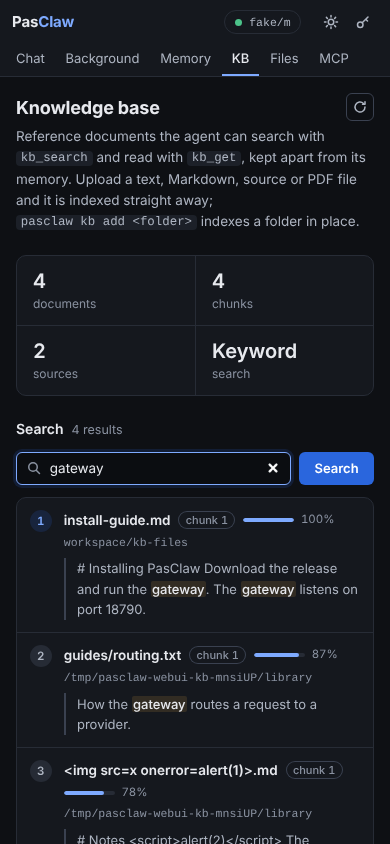 PasClaw
fake/m
Chat Background Memory KB Files MCP
Knowledge base
Reference documents the agent can search with
kb_search and read with kb_get, kept apart from its
memory. Upload a text, Markdown, source or PDF file
and it is indexed straight away;
pasclaw kb add <folder> indexes a folder in place.
4
documents
4
chunks
2
sources
Keyword
search
Search 4 results
gateway
Search
1 install-guide.md chunk 1 100%
workspace/kb-files
# Installing PasClaw Download the release
and run the gateway. The gateway listens on
port 18790.
2 guides/routing.txt chunk 1 87%
/tmp/pasclaw-webui-kb-mnsiUP/library
How the gateway routes a request to a
provider.
3 <img src=x onerror=alert(1)>.md chunk 1
78%
/tmp/pasclaw-webui-kb-mnsiUP/library
# Notes <script>alert(2)</script> The